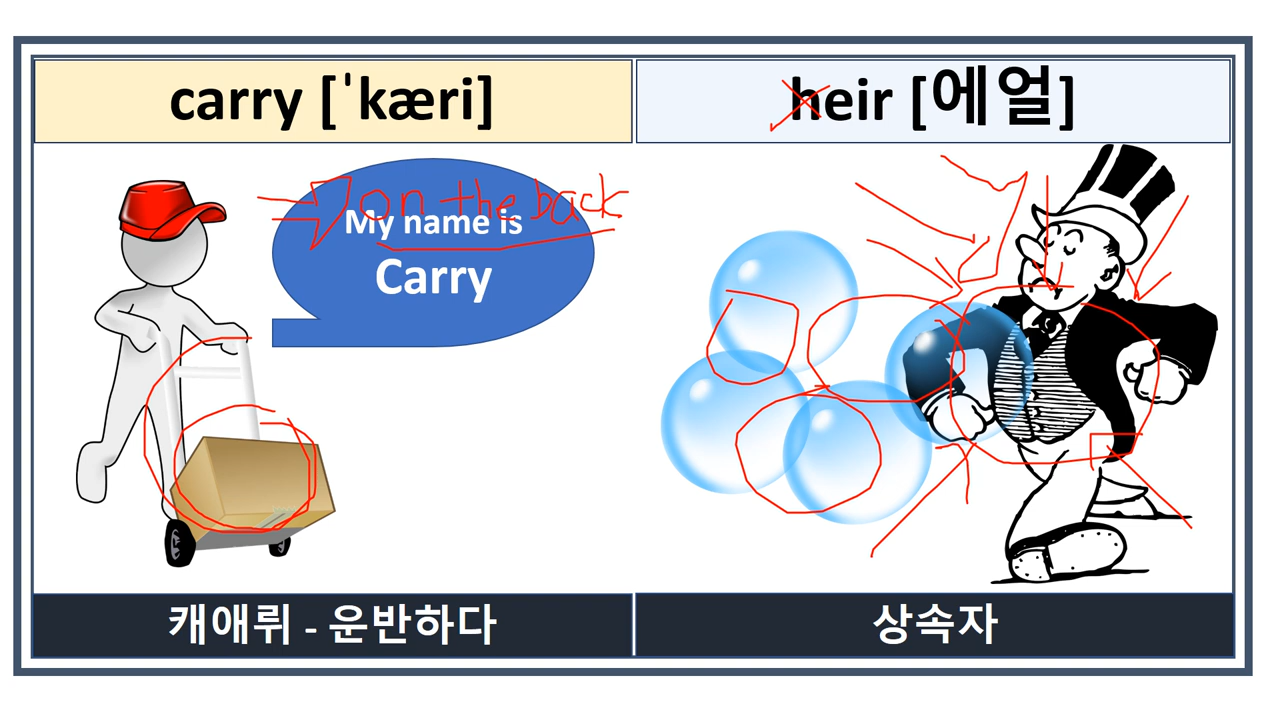 carry [ˈkæri]
heir [에얼]
on the back
My name is
Carry
캐애뤼 - 운반하다
상속자